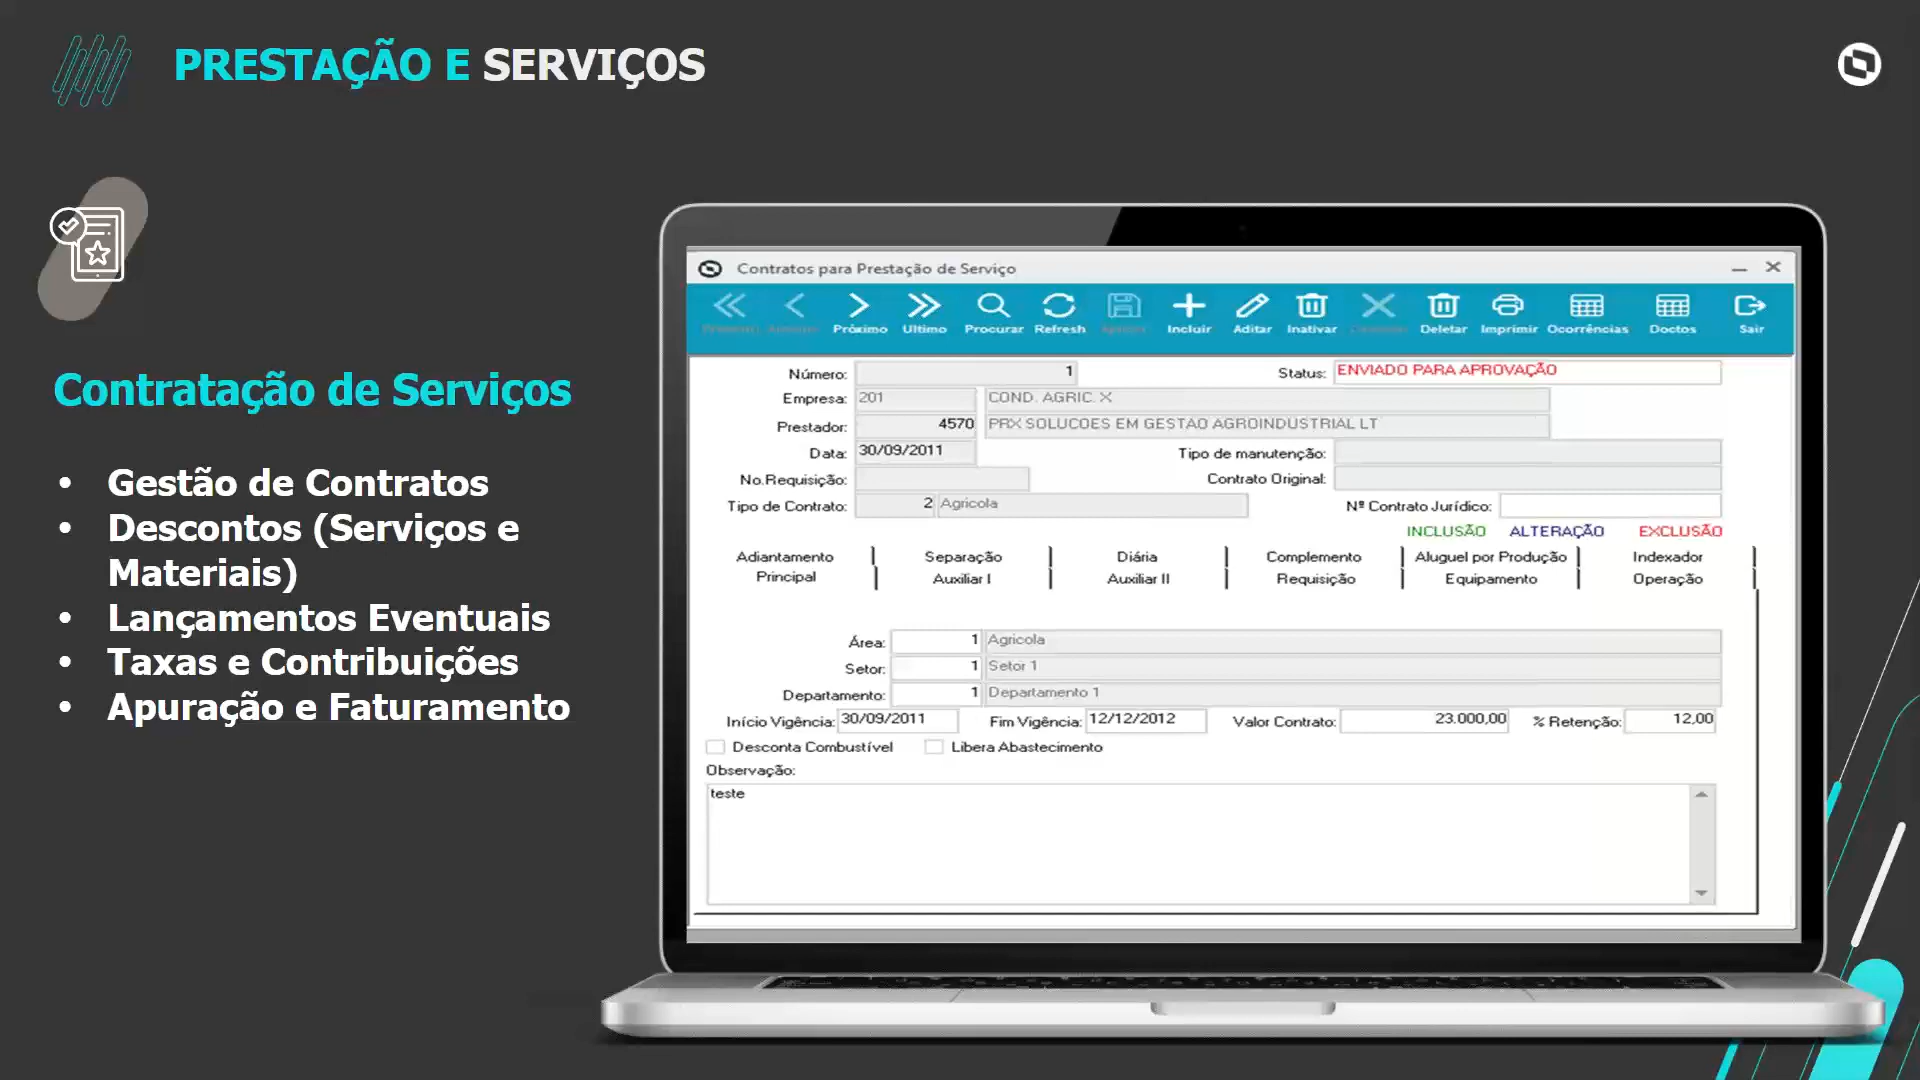 PRESTAÇÃO E SERVIÇOS
Contratação de Serviços
• Gestão de Contratos
• Descontos (Serviços e
Materiais)
• Lançamentos Eventuais
• Taxas e Contribuições
• Apuração e Faturamento
Contratos para Prestação de Serviço
Próximo Ultimo Procurar Refresh Incluir Aditar Inativar Deletar Imprimir Ocorrências Doctos Sair
Número: 1 Status: ENVIADO PARA APROVAÇÃO
Empresa: 201 COND. AGRIC. X
Prestador: 4570 PRX SOLUCOES EM GESTAO AGROINDUSTRIAL LT
Data: 30/09/2011 Tipo de manutenção:
No.Requisição: Contrato Original:
Tipo de Contrato: 2 Agricola Nº Contrato Jurídico:
INCLUSÃO ALTERAÇÃO EXCLUSÃO
Adiantamento Separação Diária Complemento Aluguel por Produção Indexador
Principal Auxiliar I Auxiliar II Requisição Equipamento Operação
Área: 1 Agricola
Setor: 1 Setor 1
Departamento: 1 Departamento 1
Início Vigência: 30/09/2011 Fim Vigência: 12/12/2012 Valor Contrato: 23.000,00 % Retenção: 12,00
Desconta Combustível Libera Abastecimento
Observação:
teste